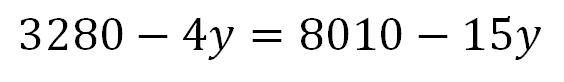 3280 − 4𝑦 = 8010 − 15𝑦